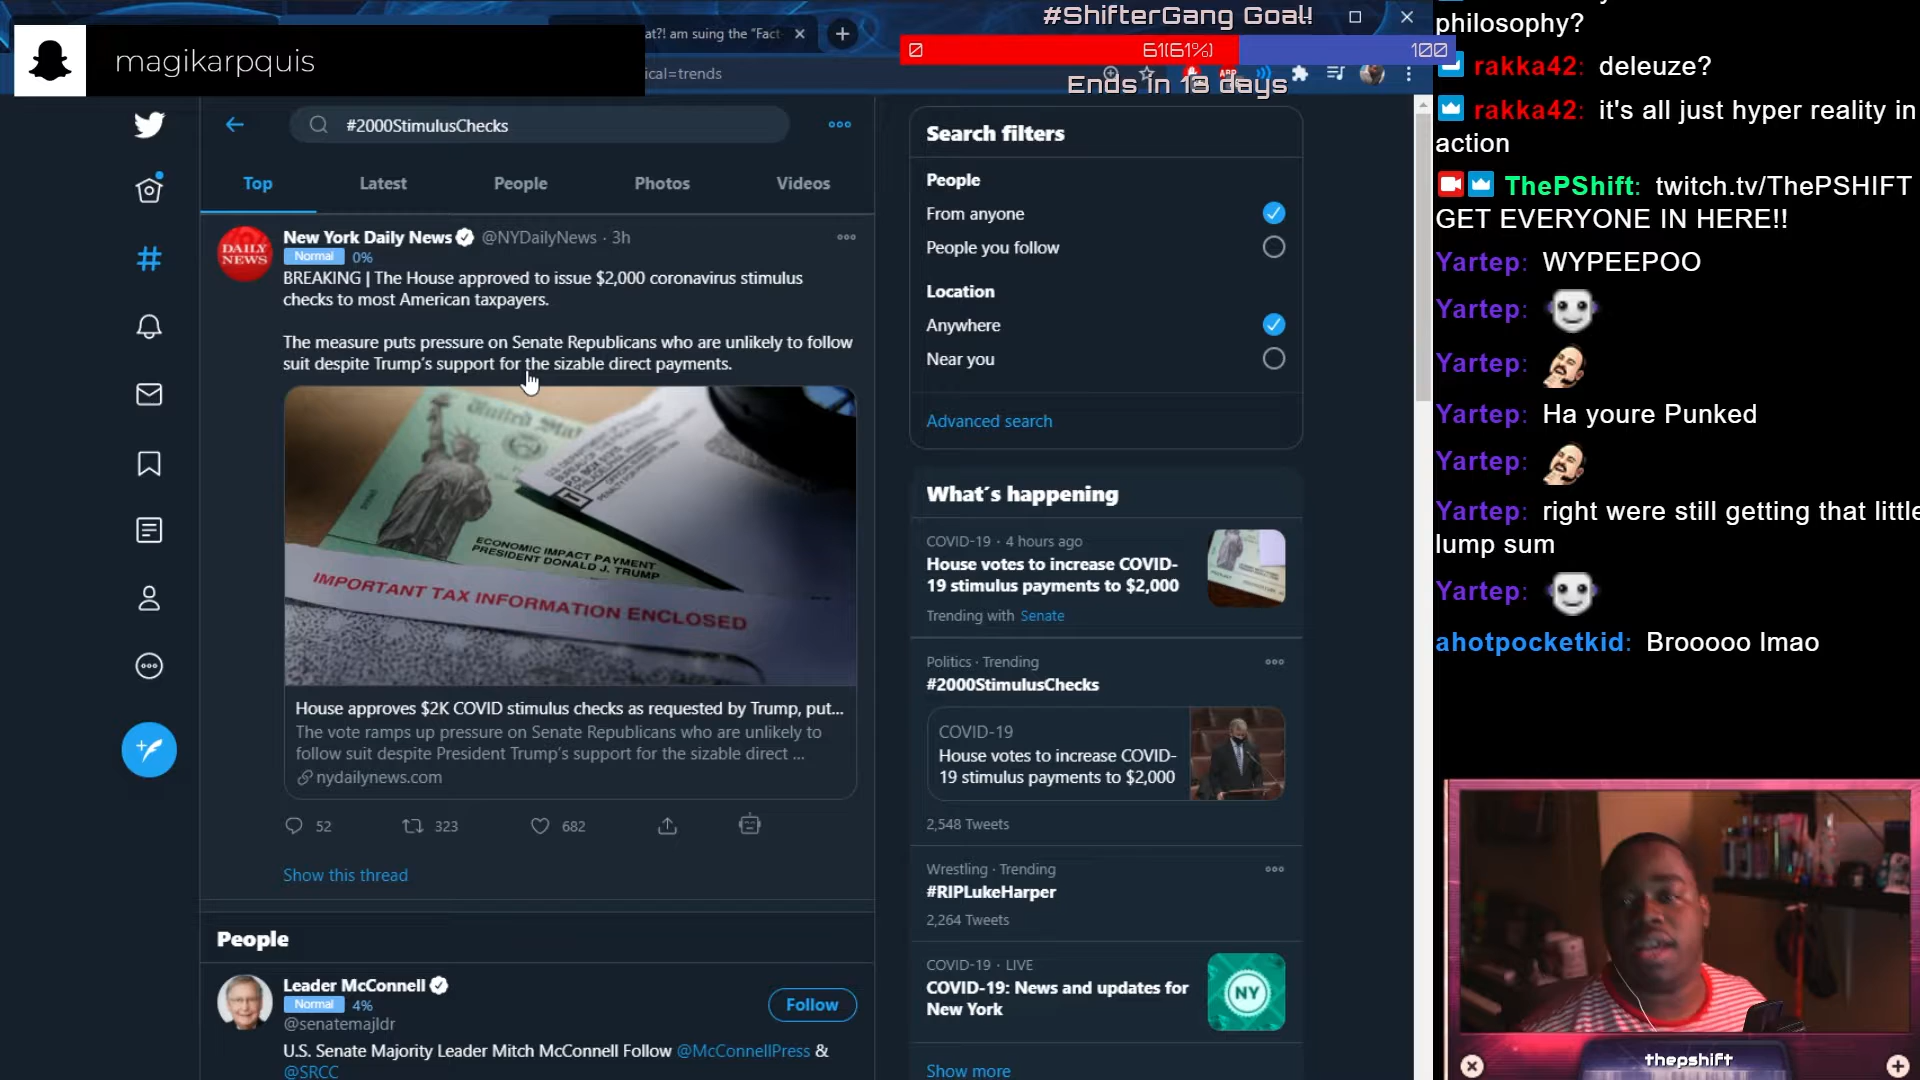 magikarpquis
at?! am suing the "Fact
#ShifterGang Goal!
0
61(61%)
100
Ends in 18 days
ical=trends
#2000StimulusChecks
Top
Latest
People
Photos
Videos
DAILY
NEWS
New York Daily News @NYDailyNews · 3h
Normal 0%
BREAKING | The House approved to issue $2,000 coronavirus stimulus
checks to most American taxpayers.
The measure puts pressure on Senate Republicans who are unlikely to follow
suit despite Trump's support for the sizable direct payments.
United Sta
ECONOMIC IMPACT PAYMENT
PRESIDENT DONALD J. TRUMP
IMPORTANT TAX INFORMATION ENCLOSED
House approves $2K COVID stimulus checks as requested by Trump, put...
The vote ramps up pressure on Senate Republicans who are unlikely to
follow suit despite President Trump's support for the sizable direct ...
nydailynews.com
52
323
682
Show this thread
People
Leader McConnell
Normal 4%
@senatemajldr
Follow
U.S. Senate Majority Leader Mitch McConnell Follow @McConnellPress &
@SRCC
Search filters
People
From anyone
People you follow
Location
Anywhere
Near you
Advanced search
What's happening
COVID-19 · 4 hours ago
House votes to increase COVID-
19 stimulus payments to $2,000
Trending with Senate
Politics · Trending
#2000StimulusChecks
COVID-19
House votes to increase COVID-
19 stimulus payments to $2,000
2,548 Tweets
Wrestling · Trending
#RIPLukeHarper
2,264 Tweets
COVID-19 · LIVE
COVID-19: News and updates for
New York
NY
Show more
philosophy?
rakka42: deleuze?
rakka42: it's all just hyper reality in
action
ThePShift: twitch.tv/ThePSHIFT
GET EVERYONE IN HERE!!
Yartep: WYPEEPOO
Yartep:
Yartep:
Yartep: Ha youre Punked
Yartep:
Yartep: right were still getting that little
lump sum
Yartep:
ahotpocketkid: Brooooo lmao
thepshift